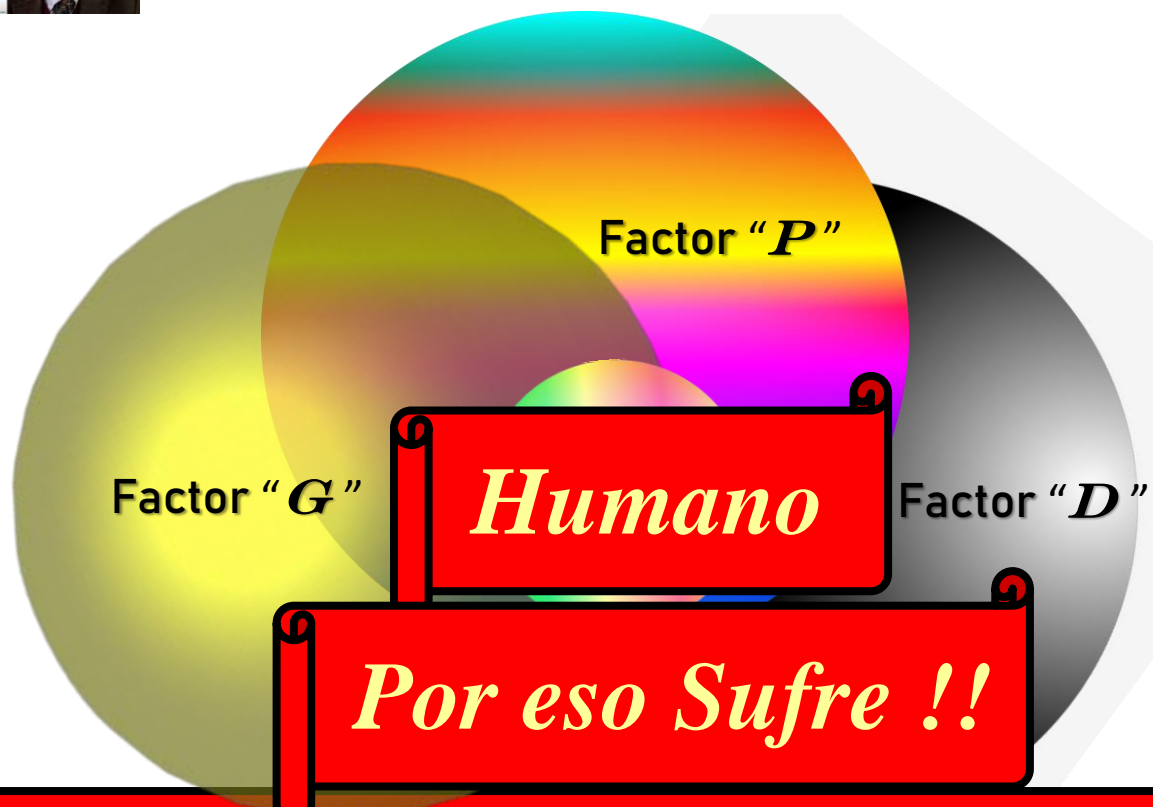 Factor “P”
Factor “G”
Humano
Factor “D”
Por eso Sufre !!